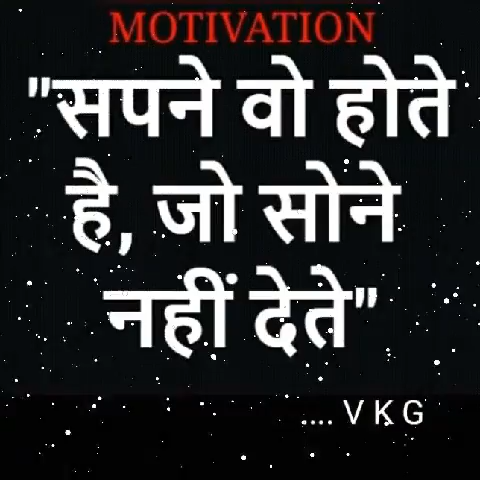 MOTIVATION
"सपने वो होते
है, जो सोने
नहीं देते"
.... V K G